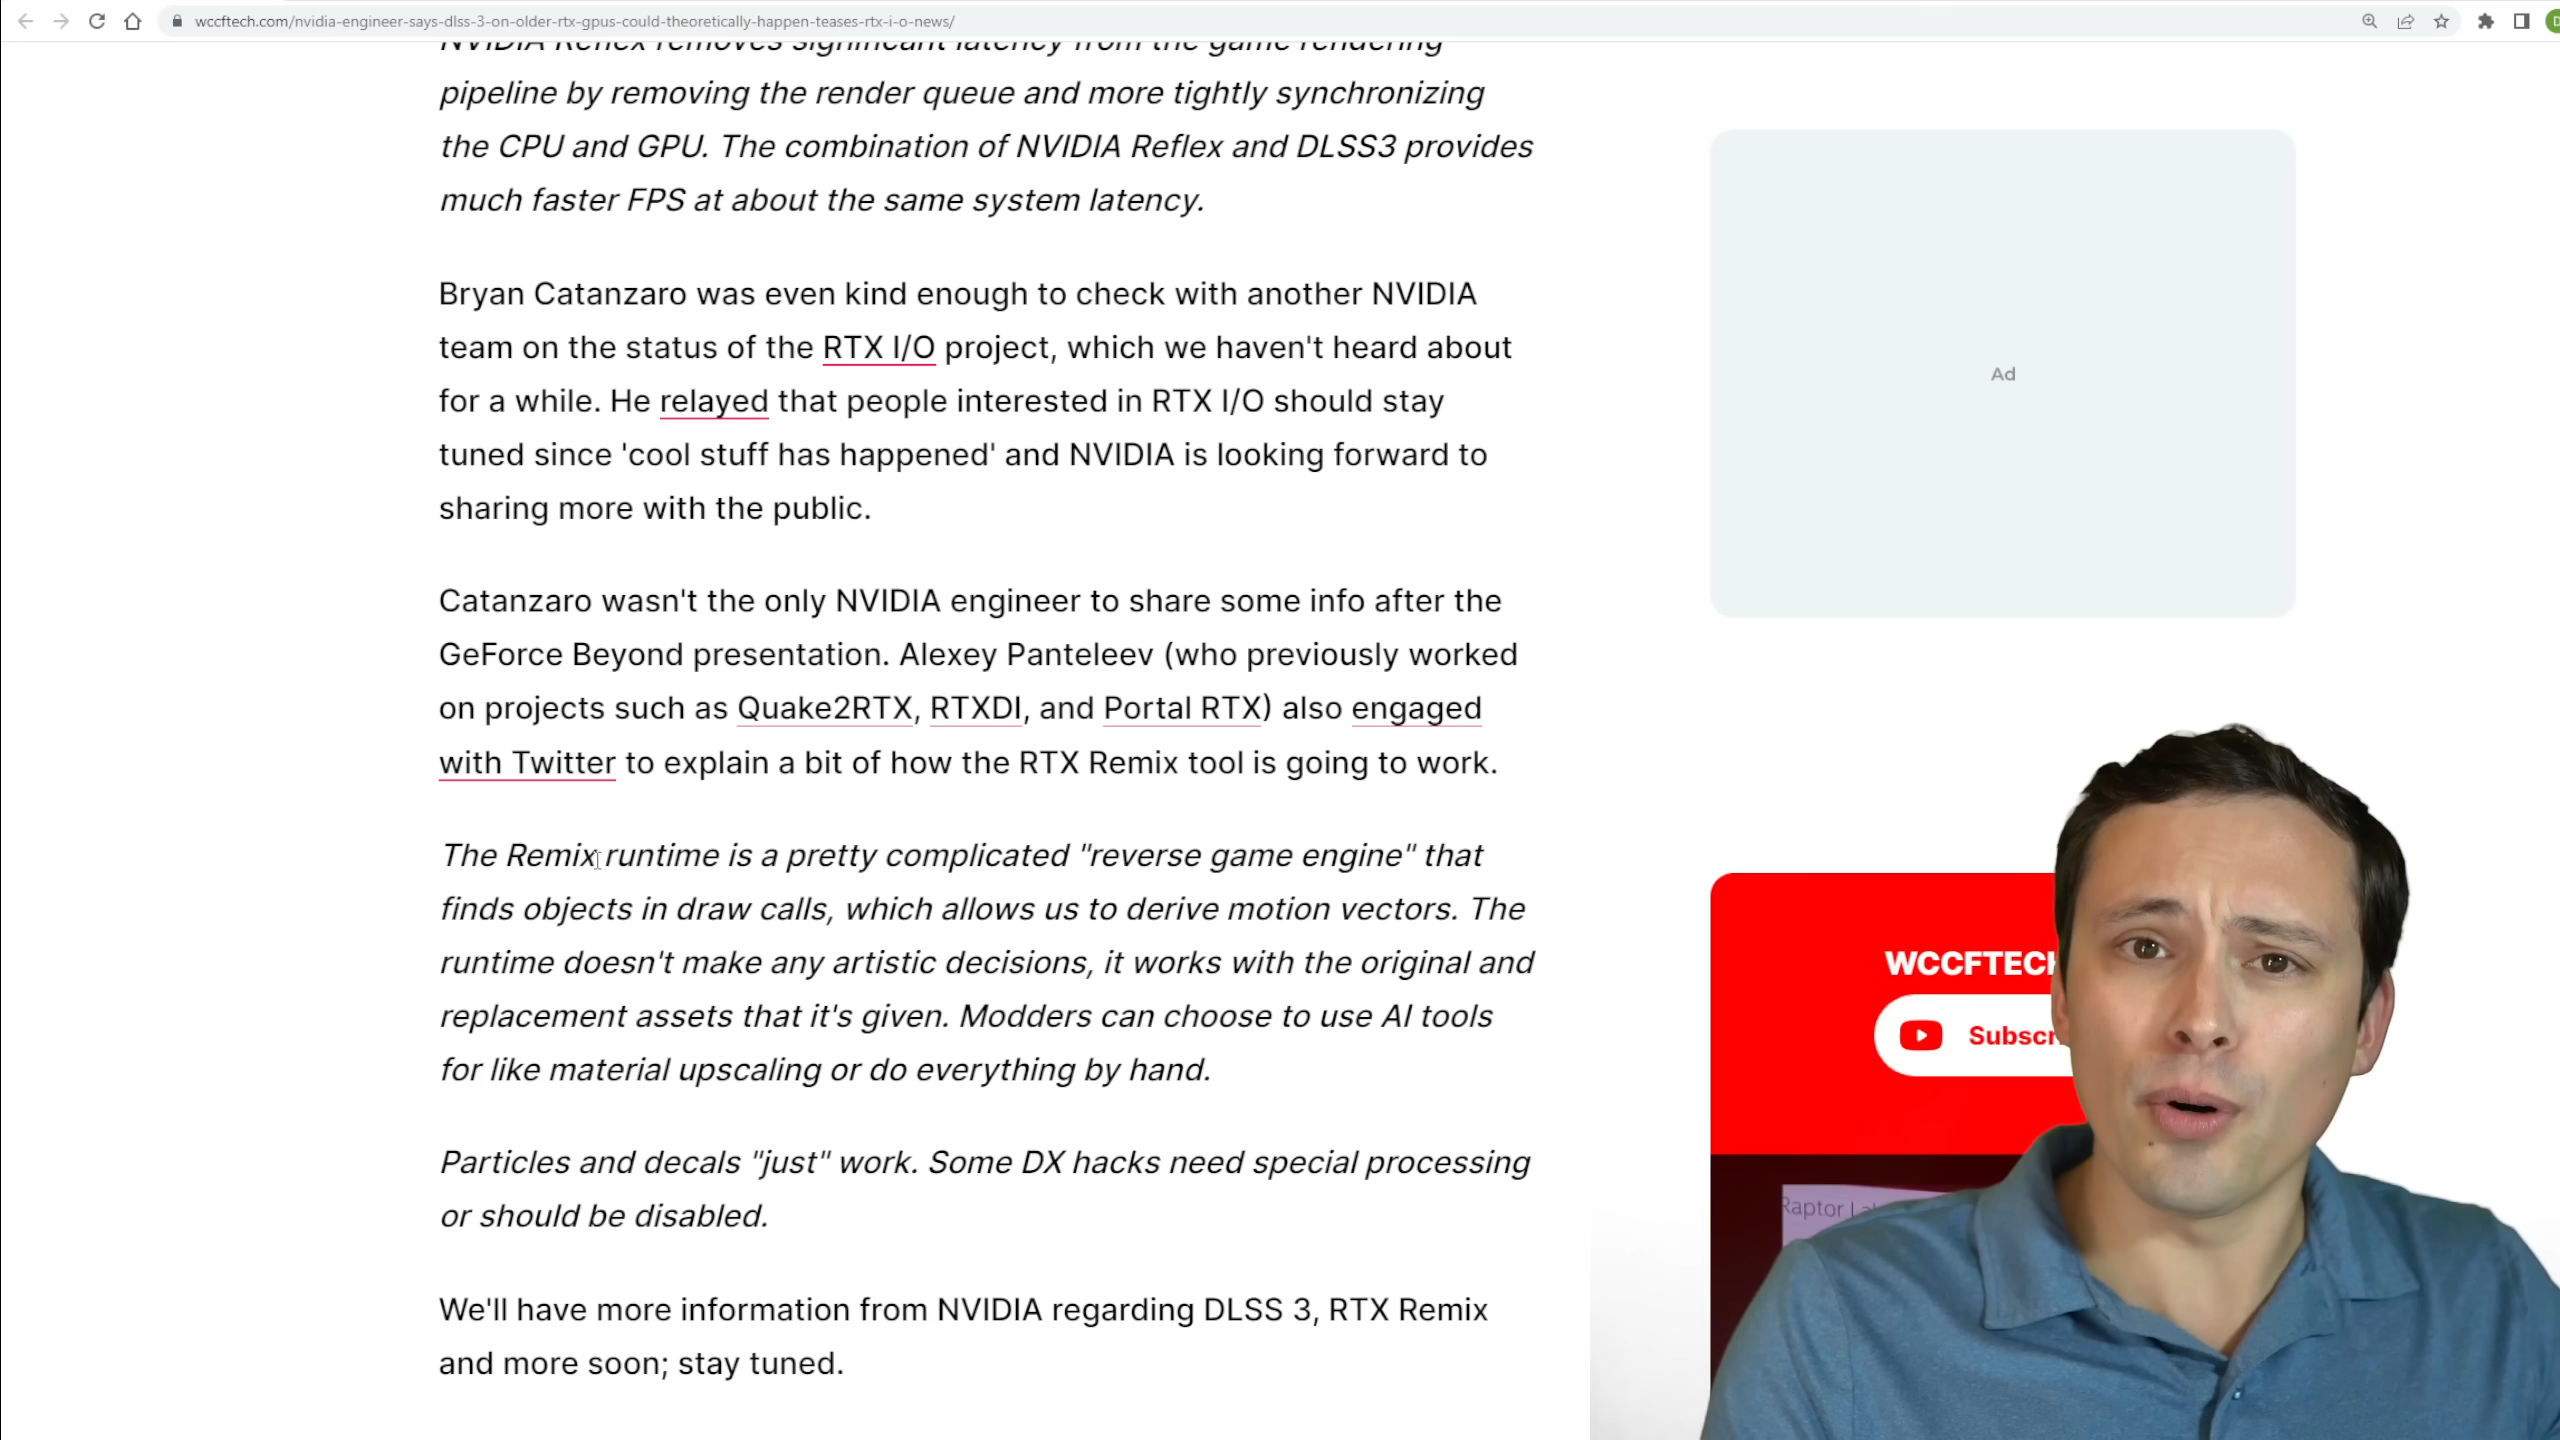 wccftech.com/nvidia-engineer-says-dlss-3-on-older-rtx-gpus-could-theoretically-happen-teases-rtx-i-o-news/
NVIDIA Reflex removes significant latency from the game rendering
pipeline by removing the render queue and more tightly synchronizing
the CPU and GPU. The combination of NVIDIA Reflex and DLSS3 provides
much faster FPS at about the same system latency.
Bryan Catanzaro was even kind enough to check with another NVIDIA
team on the status of the RTX I/O project, which we haven't heard about
for a while. He relayed that people interested in RTX I/O should stay
tuned since 'cool stuff has happened' and NVIDIA is looking forward to
sharing more with the public.
Catanzaro wasn't the only NVIDIA engineer to share some info after the
GeForce Beyond presentation. Alexey Panteleev (who previously worked
on projects such as Quake2RTX, RTXDI, and Portal RTX) also engaged
with Twitter to explain a bit of how the RTX Remix tool is going to work.
The Remix runtime is a pretty complicated "reverse game engine" that
finds objects in draw calls, which allows us to derive motion vectors. The
runtime doesn't make any artistic decisions, it works with the original and
replacement assets that it's given. Modders can choose to use AI tools
for like material upscaling or do everything by hand.
Particles and decals "just" work. Some DX hacks need special processing
or should be disabled.
We'll have more information from NVIDIA regarding DLSS 3, RTX Remix
and more soon; stay tuned.
Ad
WCCFTECH
Subscr
Raptor
D